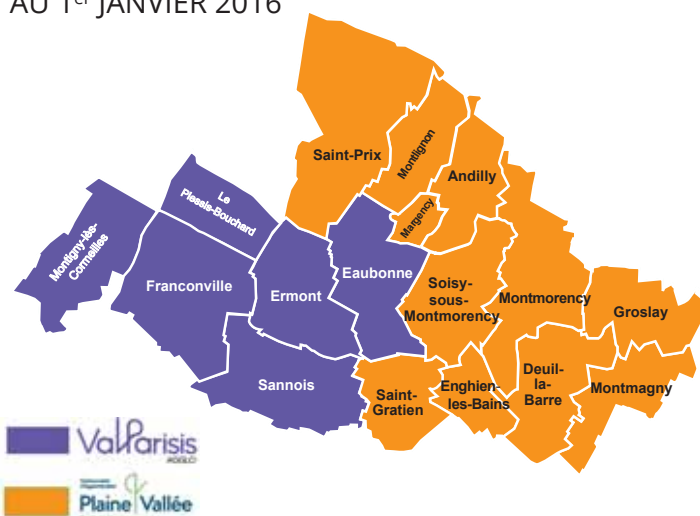 AU 1er JANVIER 2016
Saint-Prix
Montlignon
Andilly
Margency
Le
Plessis-Bouchard
Montigny-lès-
Cormeilles
Franconville
Ermont
Eaubonne
Soisy-
sous-
Montmorency
Montmorency
Groslay
Sannois
Saint-
Gratien
Enghien-
les-Bains
Deuil-
la-
Barre
Montmagny
ValParisis
AGGLO
Plaine Vallée